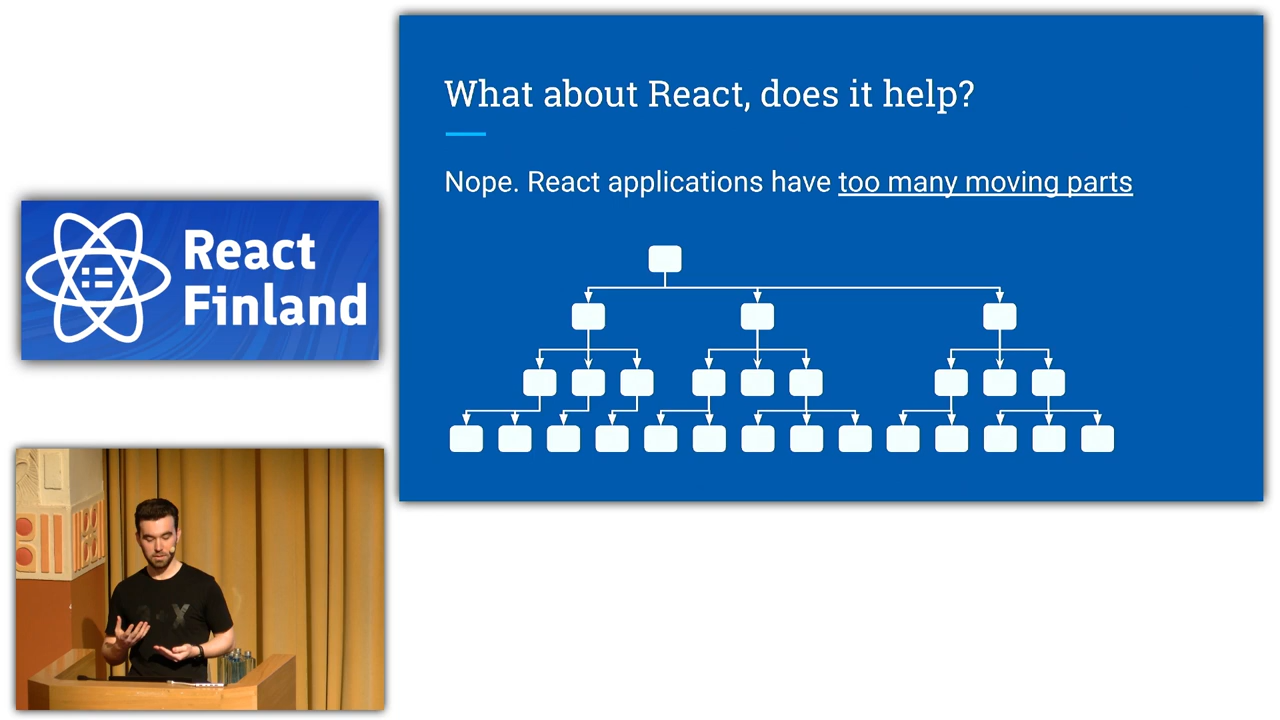 What about React, does it help?
Nope. React applications have too many moving parts
React
Finland